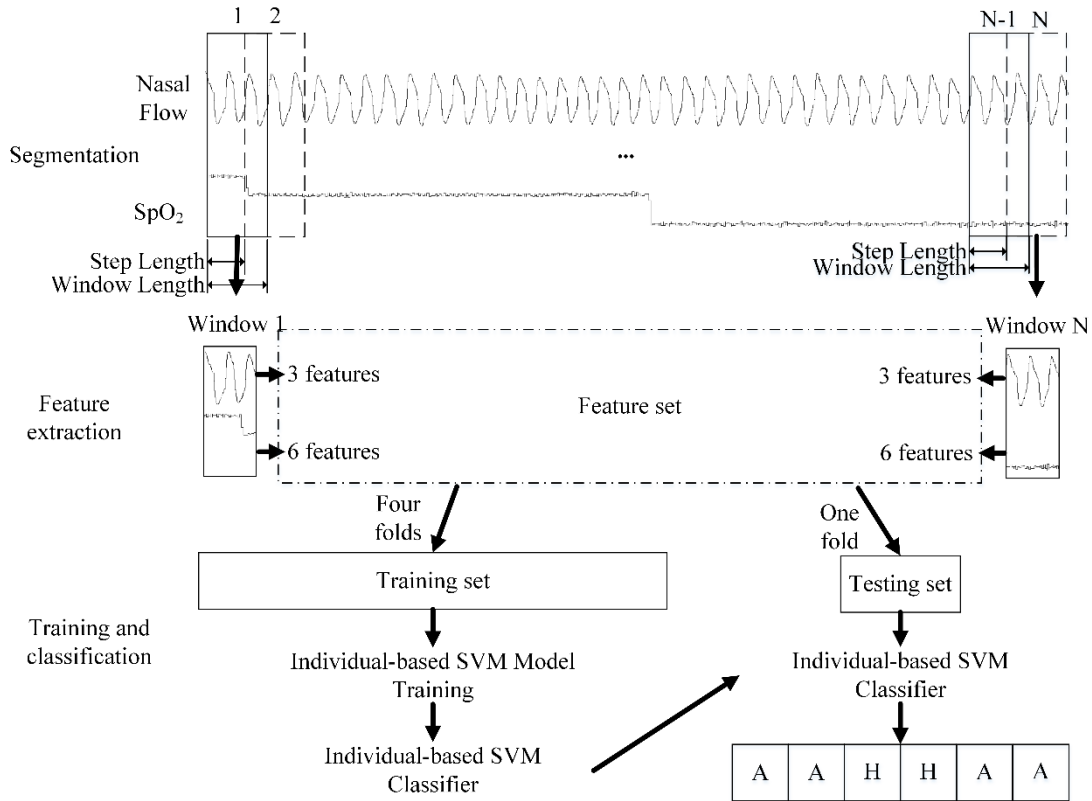 1 2 N-1 N
Nasal
Flow
Segmentation
...
SpO₂
Step Length
Window Length
Step Length
Window Length
Window 1
Window N
3 features
3 features
Feature
extraction
Feature set
6 features
6 features
Four
folds
One
fold
Training set
Testing set
Training and
classification
Individual-based SVM Model
Training
Individual-based SVM
Classifier
Individual-based SVM
Classifier
A A H H A A